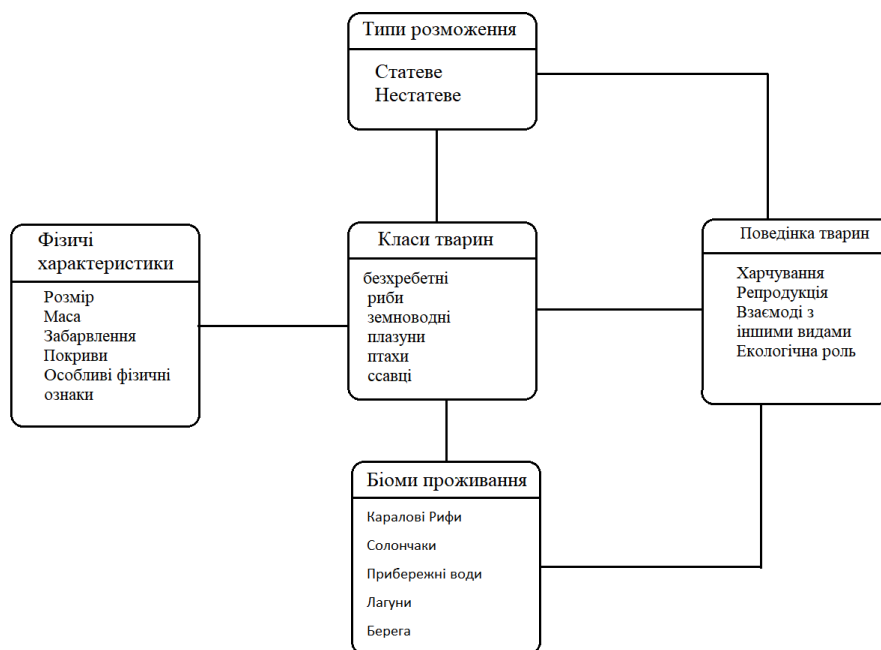 Типи розможення
Статеве
Нестатеве
Фізичі
характеристики
Розмір
Маса
Забарвлення
Покриви
Особливі фізичні
ознаки
Класи тварин
безхребетні
риби
земноводні
плазуни
птахи
ссавці
Поведінка тварин
Харчування
Репродукція
Взаємоді з
іншими видами
Екологічна роль
Біоми проживання
Каралові Рифи
Солончаки
Прибережні води
Лагуни
Берега